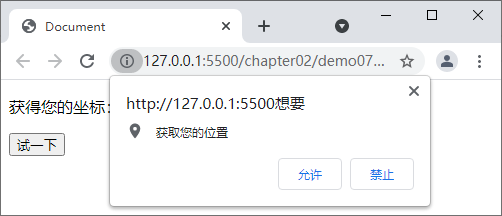 Document
127.0.0.1:5500/chapter02/demo07...
获得您的坐标：
http://127.0.0.1:5500想要
获取您的位置
试一下
允许
禁止